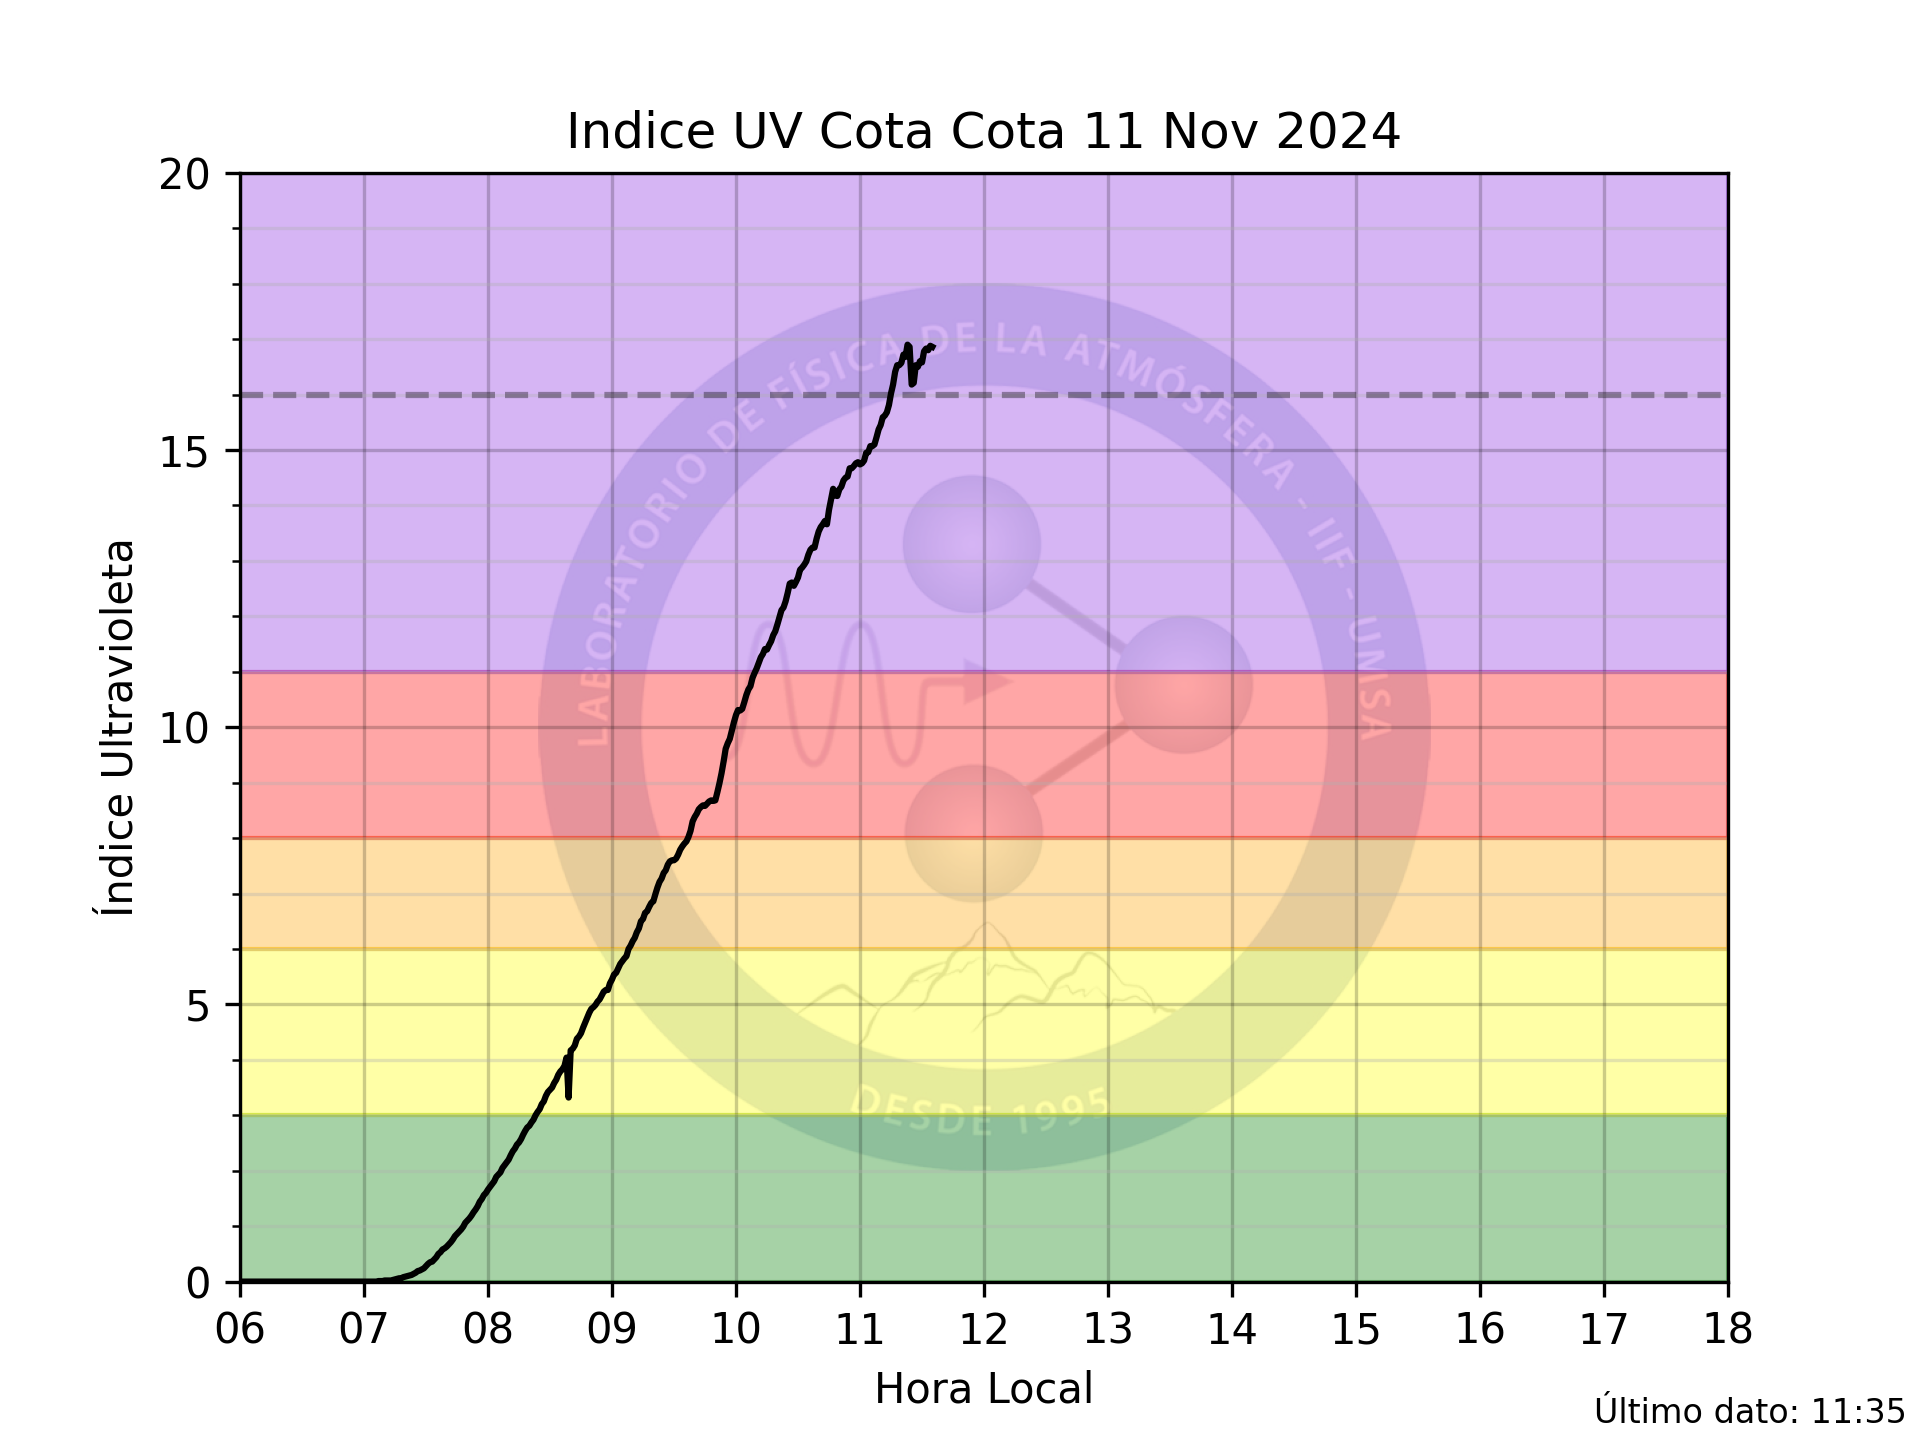 Indice UV Cota Cota 11 Nov 2024
20
15
10
5
0
Índice Ultravioleta
LABORATORIO DE FÍSICA DE LA ATMÓSFERA - IIF - UMSA
DESDE 1995
06 07 08 09 10 11 12 13 14 15 16 17 18
Hora Local
Último dato: 11:35